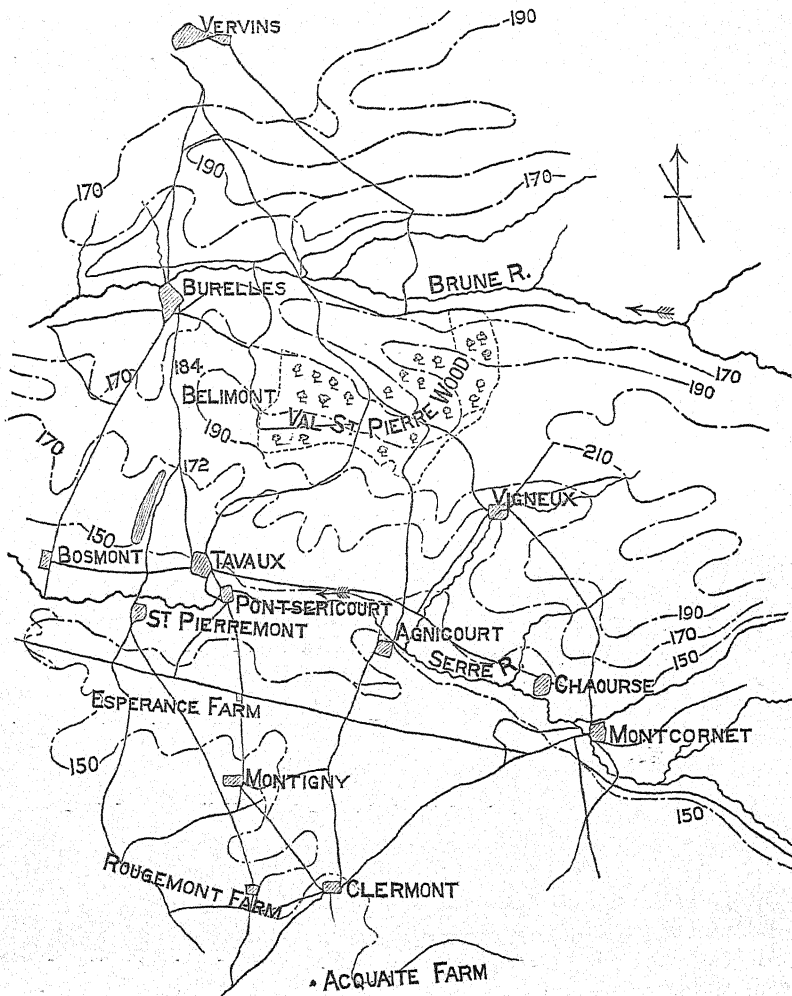 VERVINS
190
190
170
170
BRUNE R.
BURELLES
184
170
170
BELIMONT
VAL ST PIERRE WOOD
190
190
170
172
210
VIGNEUX
150
BOSMONT
TAVAUX
PONTSERICOURT
ST PIERREMONT
AGNICOURT
190
170
150
SERRE R.
CHAOURSE
ESPERANCE FARM
MONTCORNET
150
MONTIGNY
150
ROUGEMONT FARM
CLERMONT
ACQUAITE FARM